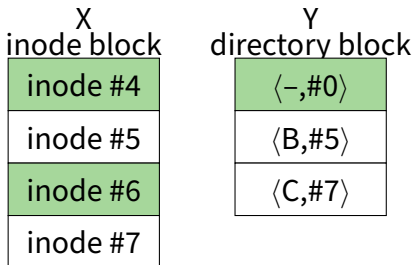 X
inode block
inode #4
inode #5
inode #6
inode #7
Y
directory block
⟨–,#0⟩
⟨B,#5⟩
⟨C,#7⟩